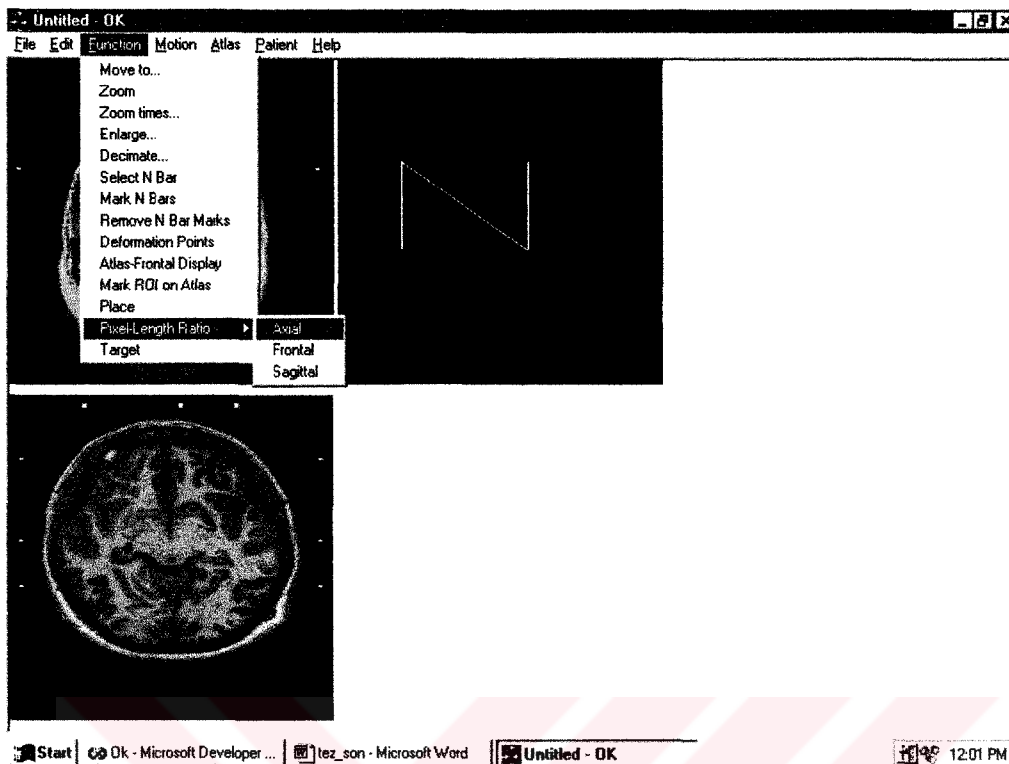 Untitled - OK
File Edit Function Motion Atlas Patient Help
Move to...
Zoom
Zoom times...
Enlarge...
Decimate...
Select N Bar
Mark N Bars
Remove N Bar Marks
Deformation Points
Atlas-Frontal Display
Mark ROI on Atlas
Place
Pixel-Length Ratio
Target
Axial
Frontal
Sagittal
Start Ok - Microsoft Developer ... tez_son - Microsoft Word Untitled - OK 12:01 PM